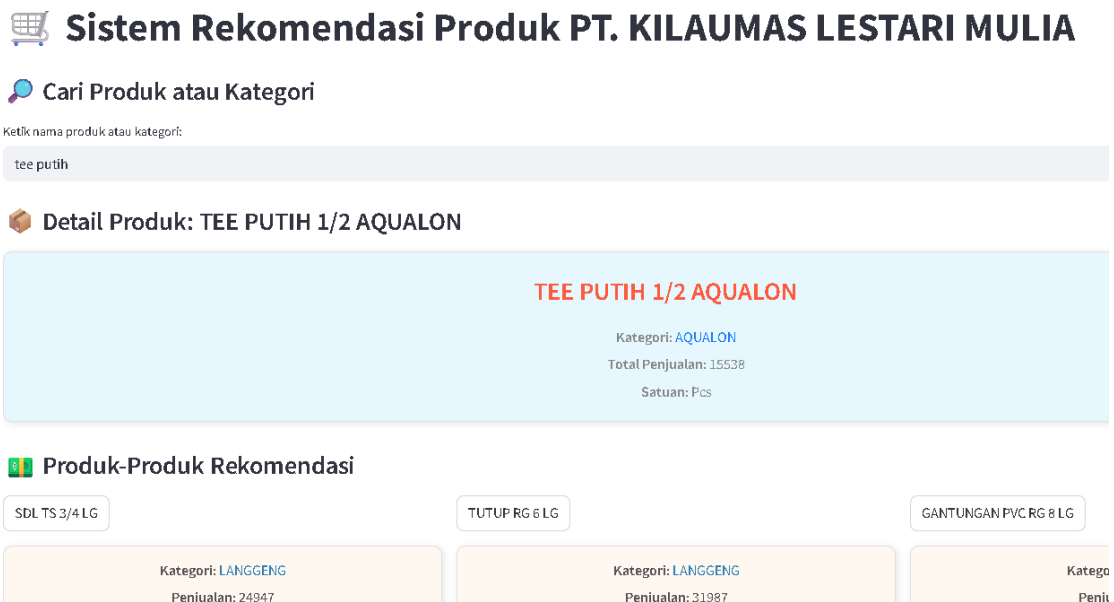 Sistem Rekomendasi Produk PT. KILAUMAS LESTARI MULIA
Cari Produk atau Kategori
Ketik nama produk atau kategori:
tee putih
Detail Produk: TEE PUTIH 1/2 AQUALON
TEE PUTIH 1/2 AQUALON
Kategori: AQUALON
Total Penjualan: 15538
Satuan: Pcs
Produk-Produk Rekomendasi
SDL TS 3/4 LG
TUTUP RG 6 LG
GANTUNGAN PVC RG 8 LG
Kategori: LANGGENG
Kategori: LANGGENG
Penjualan: 24947
Penjualan: 31987